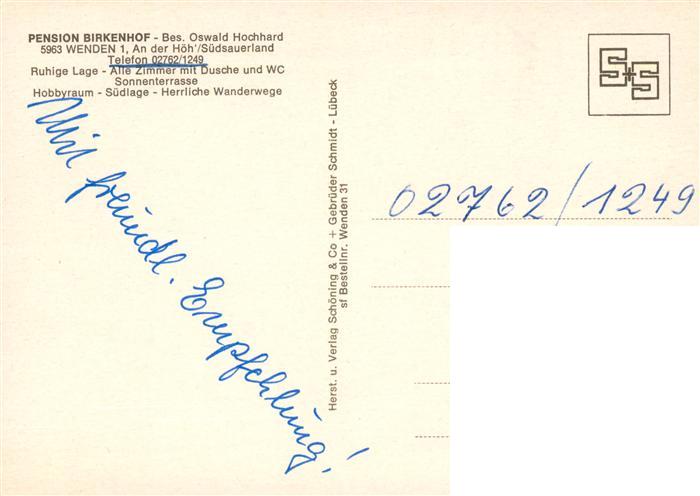 PENSION BIRKENHOF - Bes. Oswald Hochhard
5963 WENDEN 1, An der Höh'/Südsauerland
Telefon 02762/1249
Ruhige Lage - Alle Zimmer mit Dusche und WC
Sonnenterrasse
Hobbyraum - Südlage - Herrliche Wanderwege
Mit freundl. Empfehlung!
Herst. u. Verlag Schöning & Co + Gebrüder Schmidt - Lübeck
sf Bestellnr. Wenden 31
S+S
02762/1249